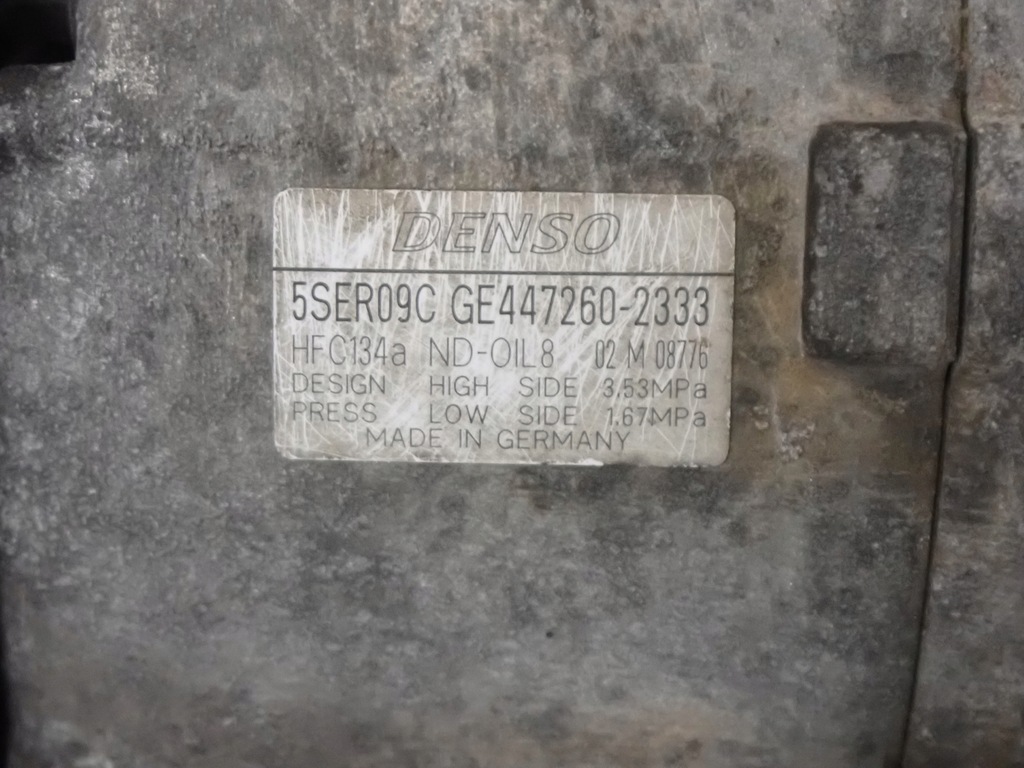 DENSO
5SER09C GE447260-2333
HFC134a ND-OIL8 02 M 08776
DESIGN HIGH SIDE 3.53MPa
PRESS LOW SIDE 1.67MPa
MADE IN GERMANY